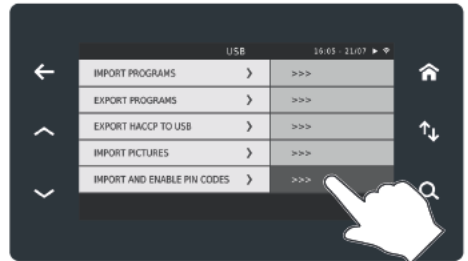 USB 16:05 - 21/07
IMPORT PROGRAMS >>>
EXPORT PROGRAMS >>>
EXPORT HACCP TO USB >>>
IMPORT PICTURES >>>
IMPORT AND ENABLE PIN CODES >>>